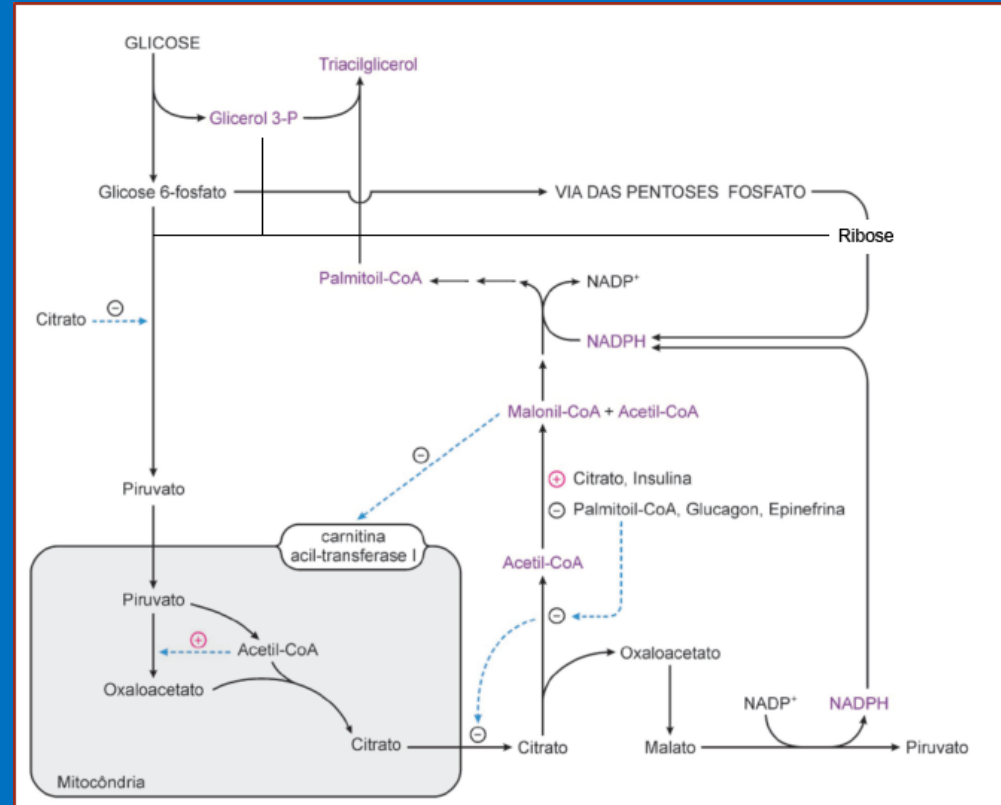 GLICOSE
Triacilglicerol
Glicerol 3-P
Glicose 6-fosfato
VIA DAS PENTOSES FOSFATO
Ribose
Palmitoil-CoA
NADP⁺
Citrato
⊖
NADPH
Malonil-CoA + Acetil-CoA
⊖
⊕ Citrato, Insulina
Piruvato
⊖ Palmitoil-CoA, Glucagon, Epinefrina
carnitina
acil-transferase I
Acetil-CoA
Piruvato
⊖
⊕
Acetil-CoA
Oxaloacetato
Oxaloacetato
NADP⁺
NADPH
⊖
Citrato
Citrato
Malato
Piruvato
Mitocôndria